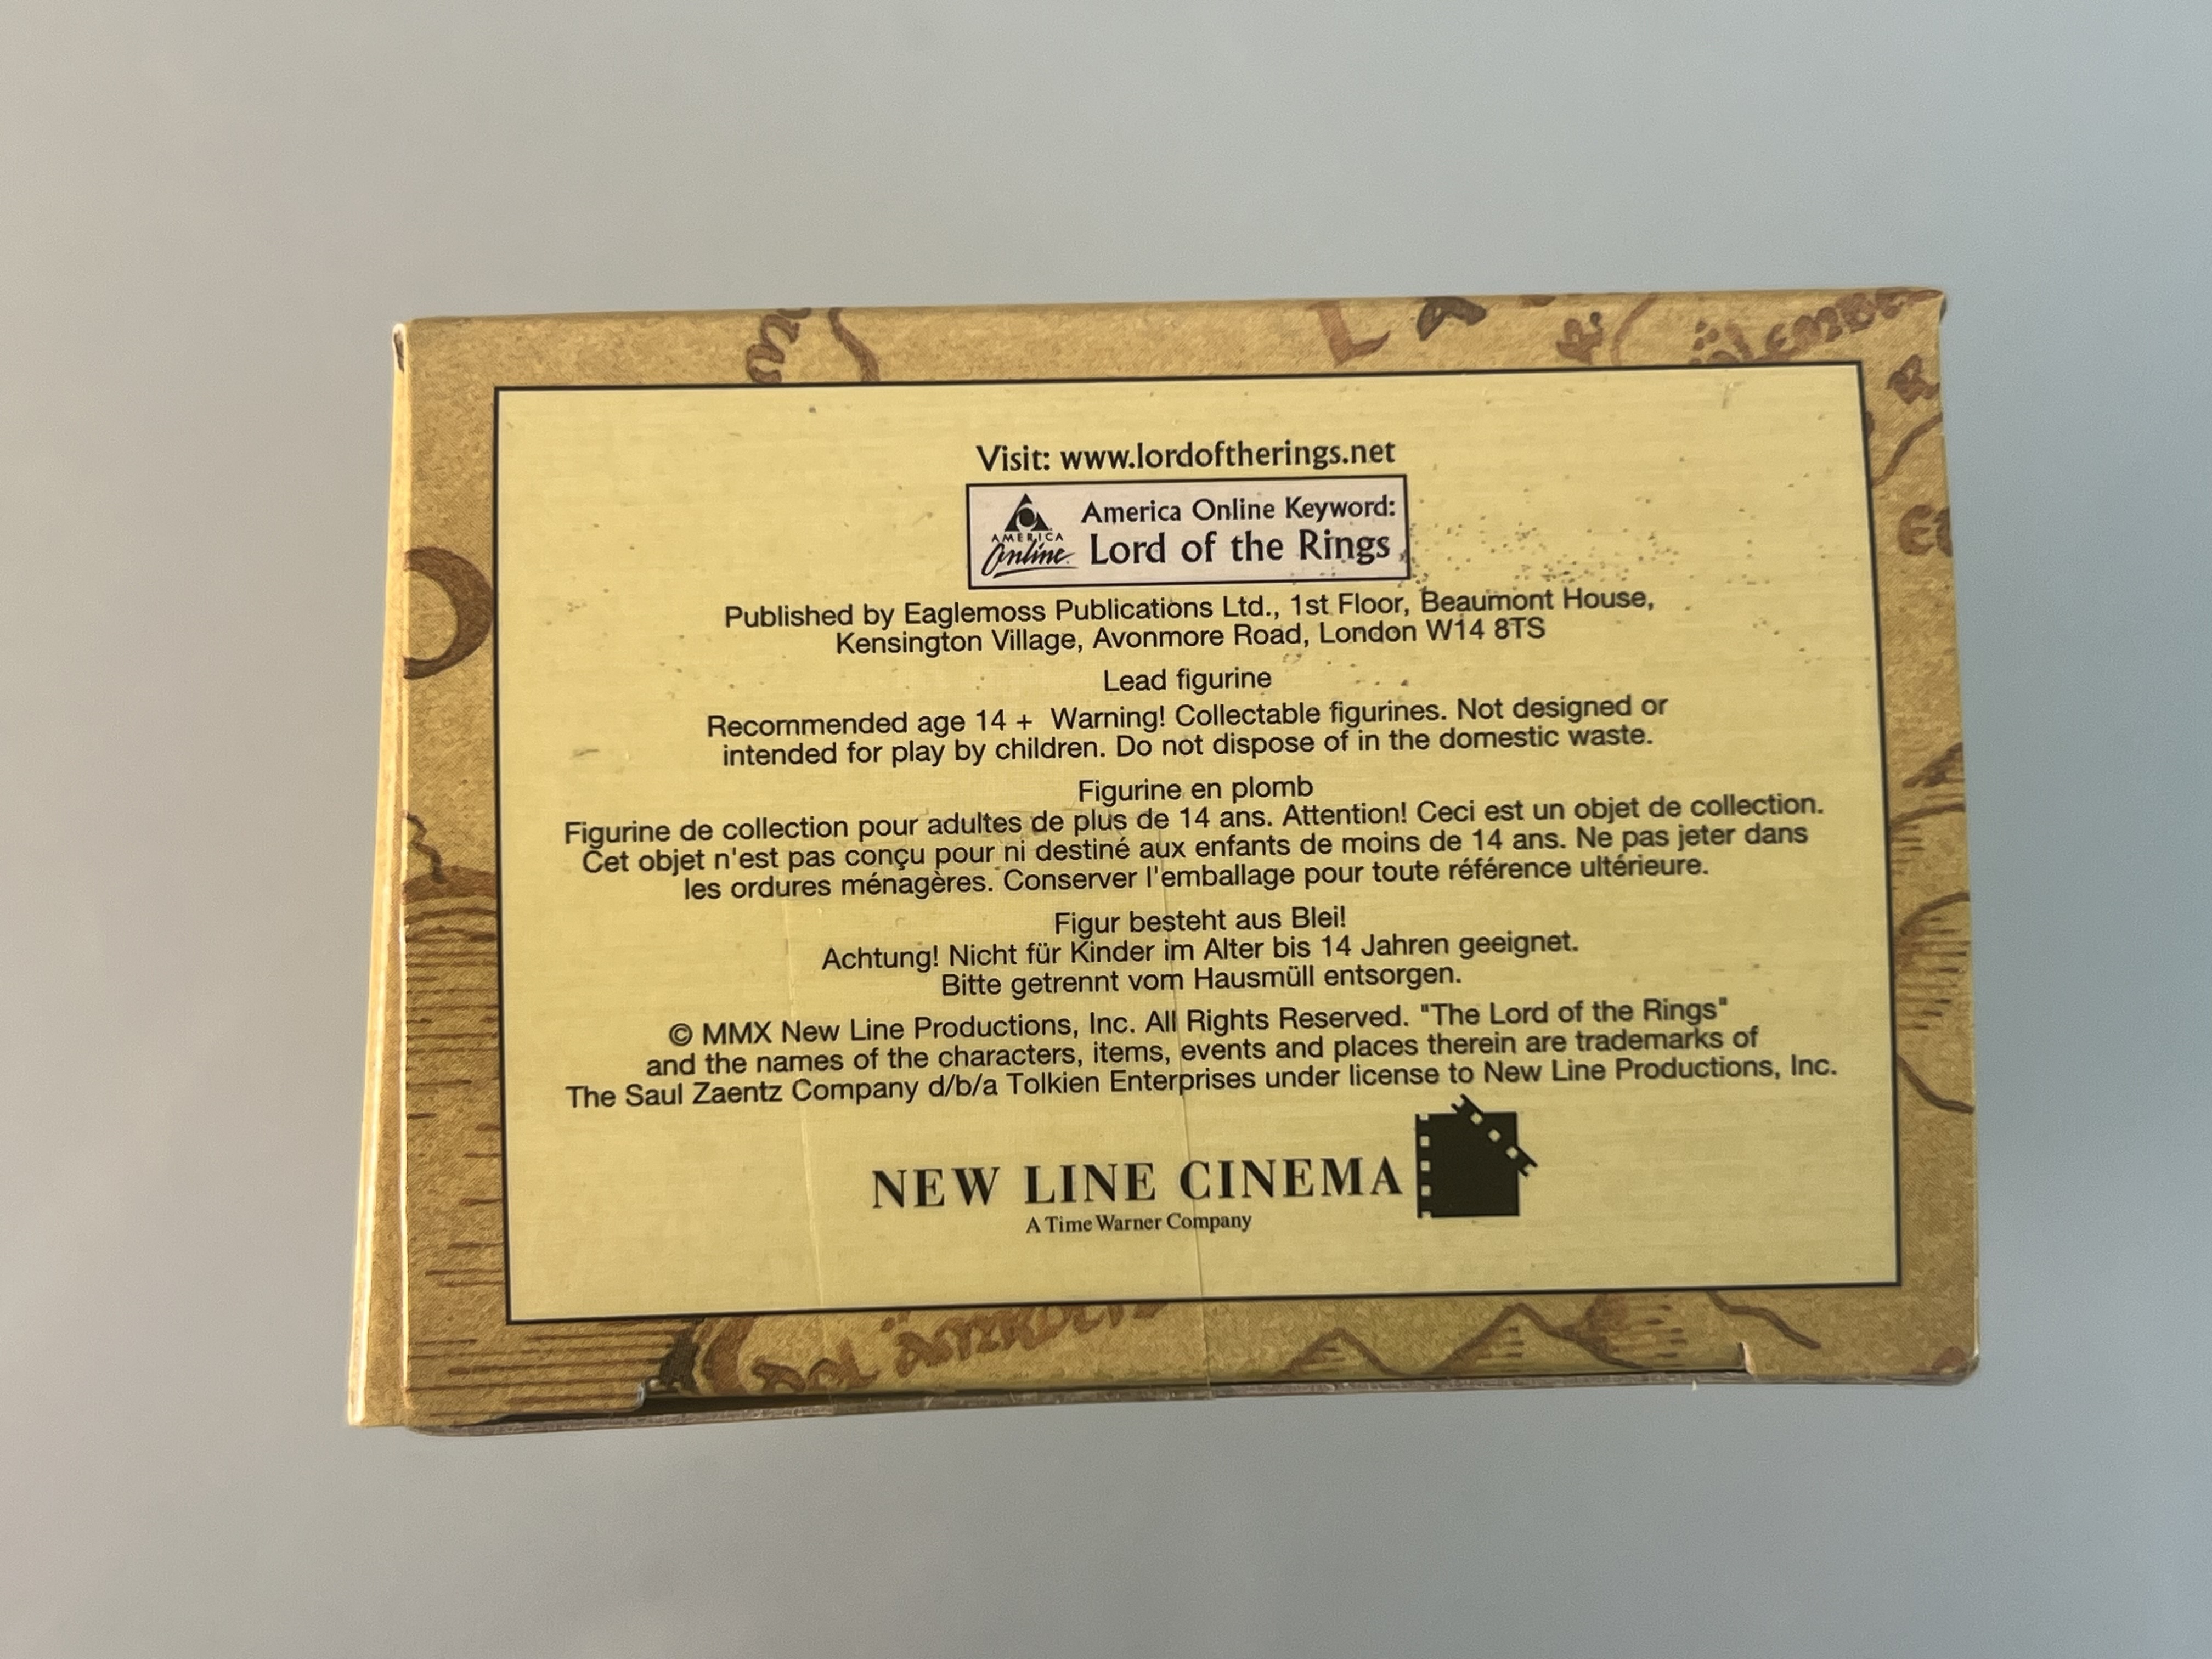 Visit: www.lordoftherings.net
America Online Keyword:
AMERICA
Online
Lord of the Rings
Published by Eaglemoss Publications Ltd., 1st Floor, Beaumont House,
Kensington Village, Avonmore Road, London W14 8TS
Lead figurine
Recommended age 14 + Warning! Collectable figurines. Not designed or
intended for play by children. Do not dispose of in the domestic waste.
Figurine en plomb
Figurine de collection pour adultes de plus de 14 ans. Attention! Ceci est un objet de collection.
Cet objet n'est pas conçu pour ni destiné aux enfants de moins de 14 ans. Ne pas jeter dans
les ordures ménagères. Conserver l'emballage pour toute référence ultérieure.
Figur besteht aus Blei!
Achtung! Nicht für Kinder im Alter bis 14 Jahren geeignet.
Bitte getrennt vom Hausmüll entsorgen.
© MMX New Line Productions, Inc. All Rights Reserved. "The Lord of the Rings"
and the names of the characters, items, events and places therein are trademarks of
The Saul Zaentz Company d/b/a Tolkien Enterprises under license to New Line Productions, Inc.
NEW LINE CINEMA
A Time Warner Company